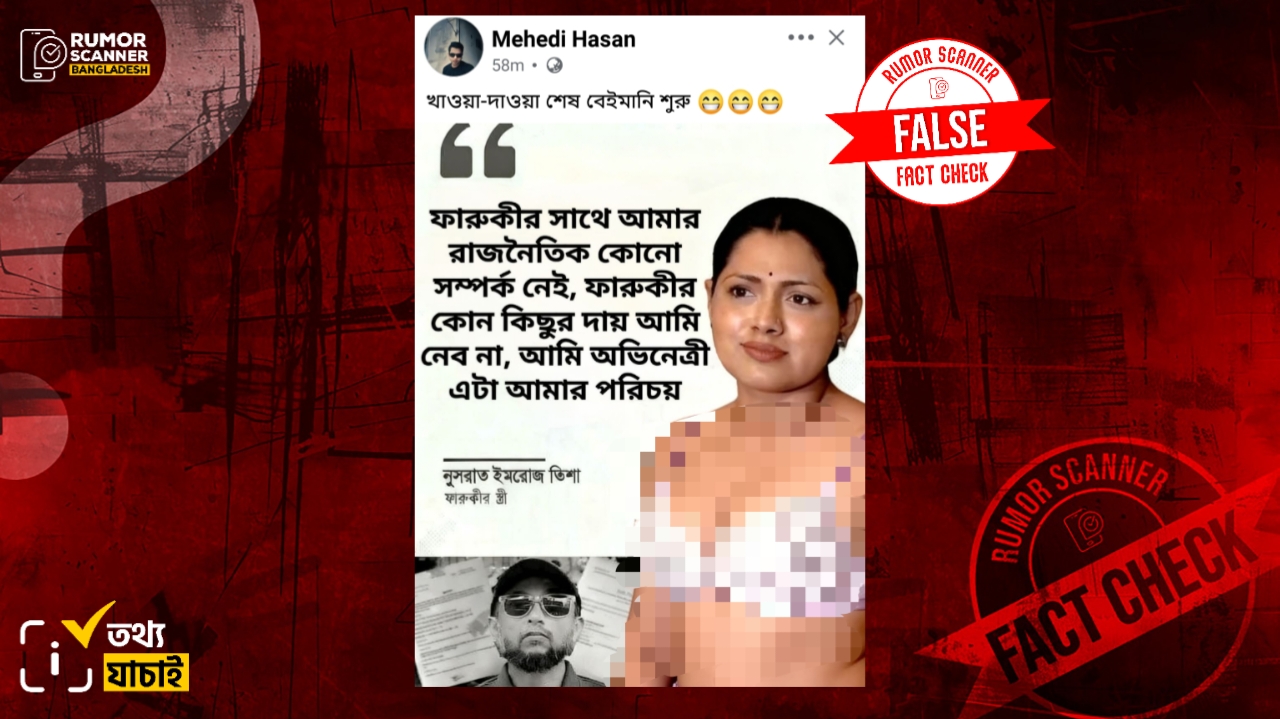 RUMOR
SCANNER
BANGLADESH
Mehedi Hasan
58m
খাওয়া-দাওয়া শেষ বেইমানি শুরু 😁😁😁
RUMOR SCANNER
FALSE
FACT CHECK
“
ফারুকীর সাথে আমার
রাজনৈতিক কোনো
সম্পর্ক নেই, ফারুকীর
কোন কিছুর দায় আমি
নেব না, আমি অভিনেত্রী
এটা আমার পরিচয়
নুসরাত ইমরোজ তিশা
ফারুকীর স্ত্রী
RUMOR SCANNER
FACT CHECK
তথ্য
যাচাই